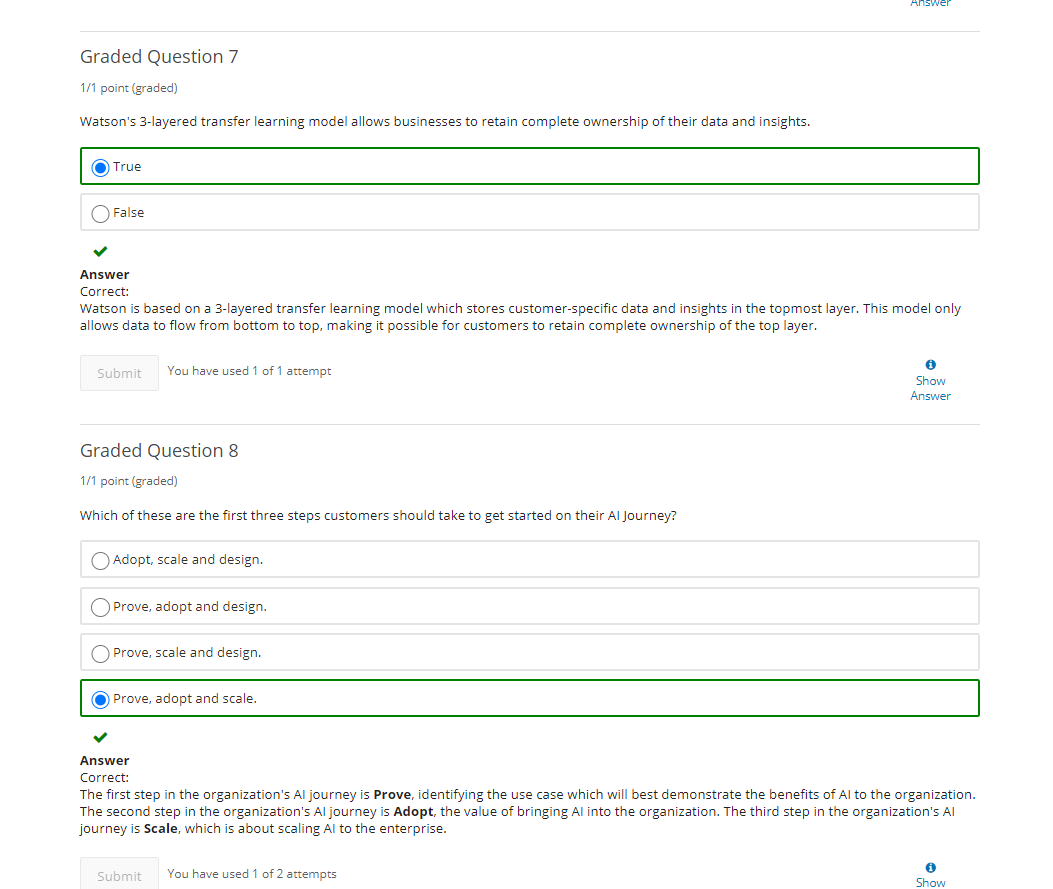 Answer
Graded Question 7
1/1 point (graded)
Watson's 3-layered transfer learning model allows businesses to retain complete ownership of their data and insights.
True
False
Answer
Correct:
Watson is based on a 3-layered transfer learning model which stores customer-specific data and insights in the topmost layer. This model only
allows data to flow from bottom to top, making it possible for customers to retain complete ownership of the top layer.
Submit
You have used 1 of 1 attempt
Show
Answer
Graded Question 8
1/1 point (graded)
Which of these are the first three steps customers should take to get started on their AI Journey?
Adopt, scale and design.
Prove, adopt and design.
Prove, scale and design.
Prove, adopt and scale.
Answer
Correct:
The first step in the organization's AI journey is Prove, identifying the use case which will best demonstrate the benefits of AI to the organization.
The second step in the organization's AI journey is Adopt, the value of bringing AI into the organization. The third step in the organization's AI
journey is Scale, which is about scaling AI to the enterprise.
Submit
You have used 1 of 2 attempts
Show